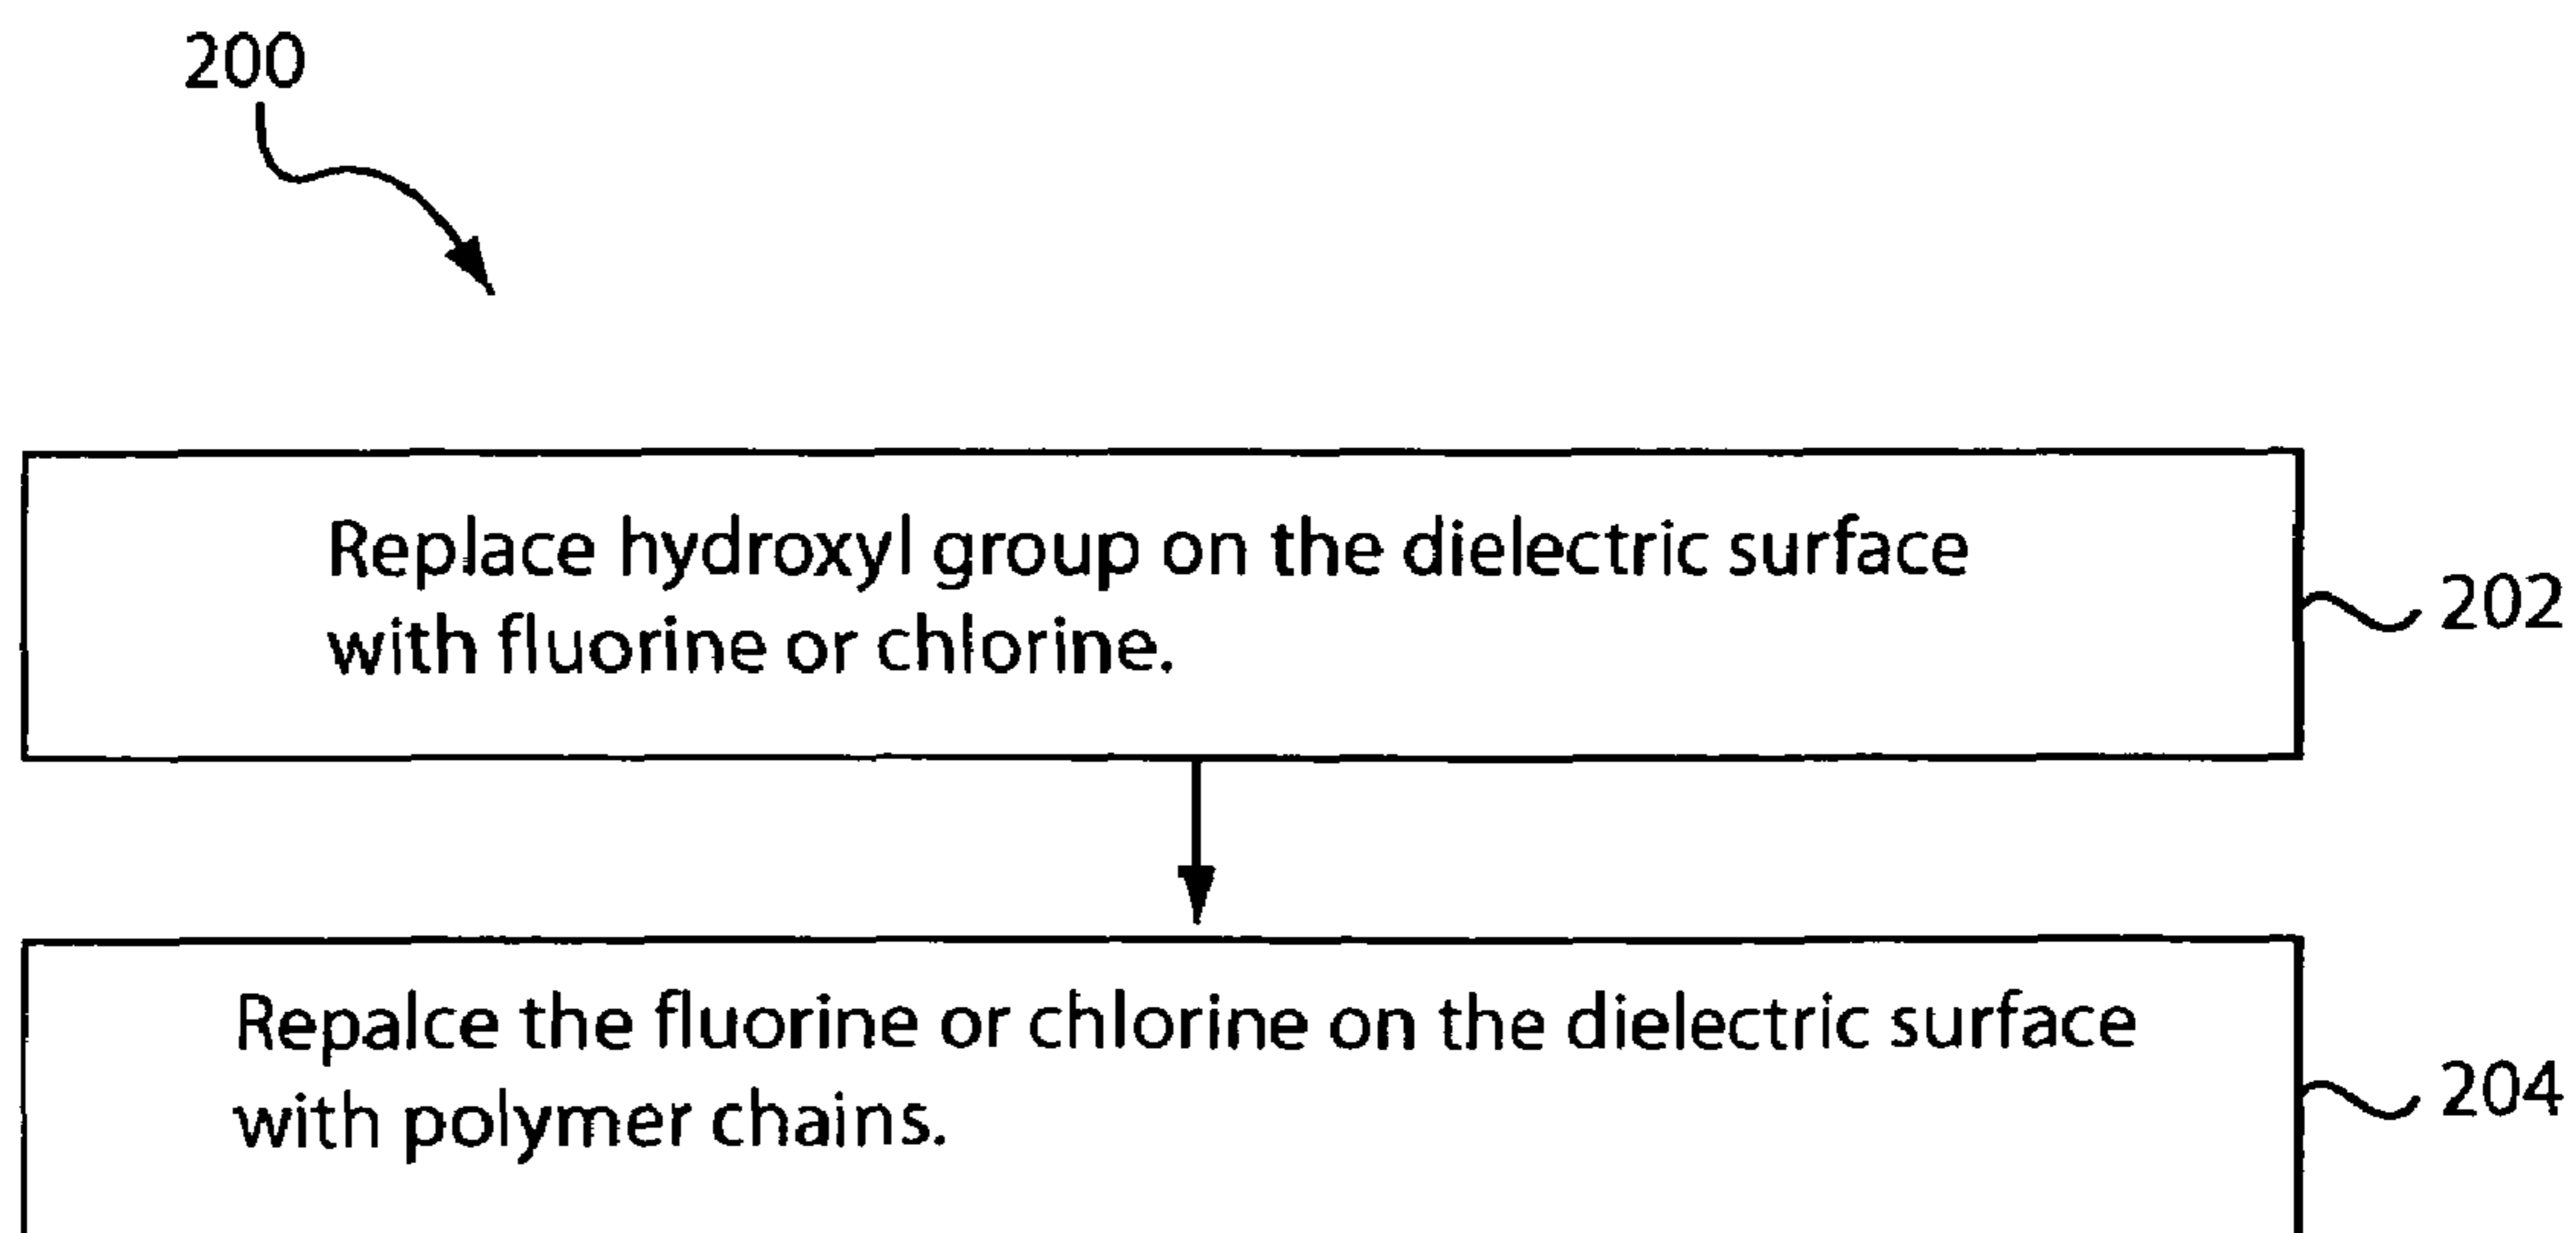 200
Replace hydroxyl group on the dielectric surface
with fluorine or chlorine.
202
Repalce the fluorine or chlorine on the dielectric surface
with polymer chains.
204